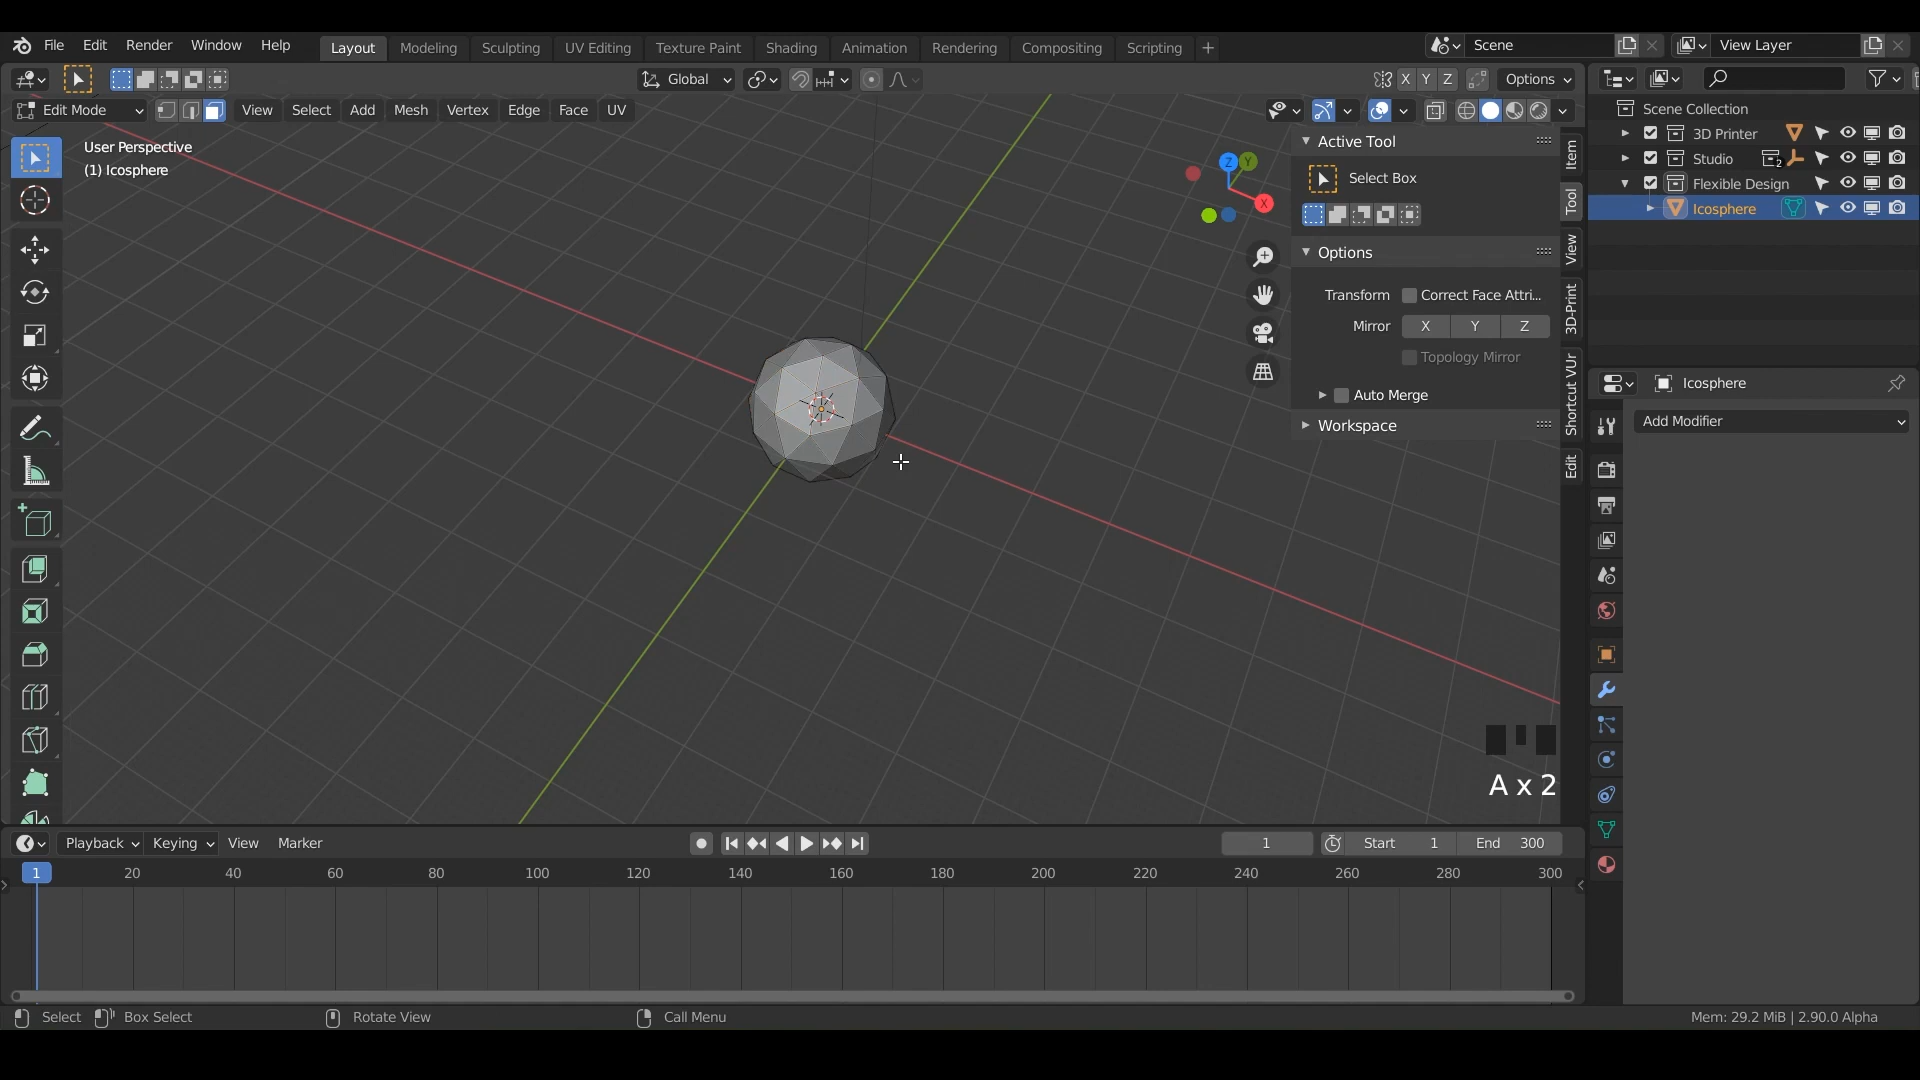 File Edit Render Window Help Layout Modeling Sculpting UV Editing Texture Paint Shading Animation Rendering Compositing Scripting Scene View Layer
Global X Y Z Options
Edit Mode View Select Add Mesh Vertex Edge Face UV
User Perspective
(1) Icosphere
Z Y X
Active Tool
Select Box
Options
Transform Correct Face Attri...
Mirror X Y Z
Topology Mirror
Auto Merge
Workspace
Item
Tool
View
3D-Print
Shortcut VUr
Edit
Scene Collection
3D Printer
Studio 2
Flexible Design
Icosphere
Icosphere
Add Modifier
A x 2
Playback Keying View Marker 1 Start 1 End 300
1 20 40 60 80 100 120 140 160 180 200 220 240 260 280 300
Select Box Select Rotate View Call Menu Mem: 29.2 MiB | 2.90.0 Alpha